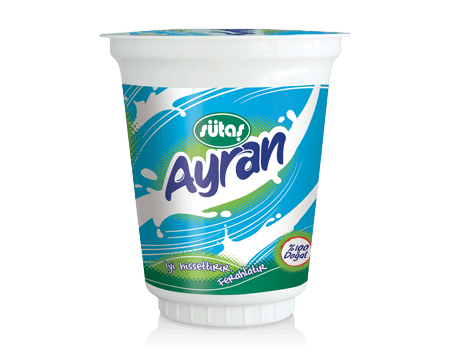 sütaş
Ayran
İyi hissettirir
Ferahlatır
%100
Doğal